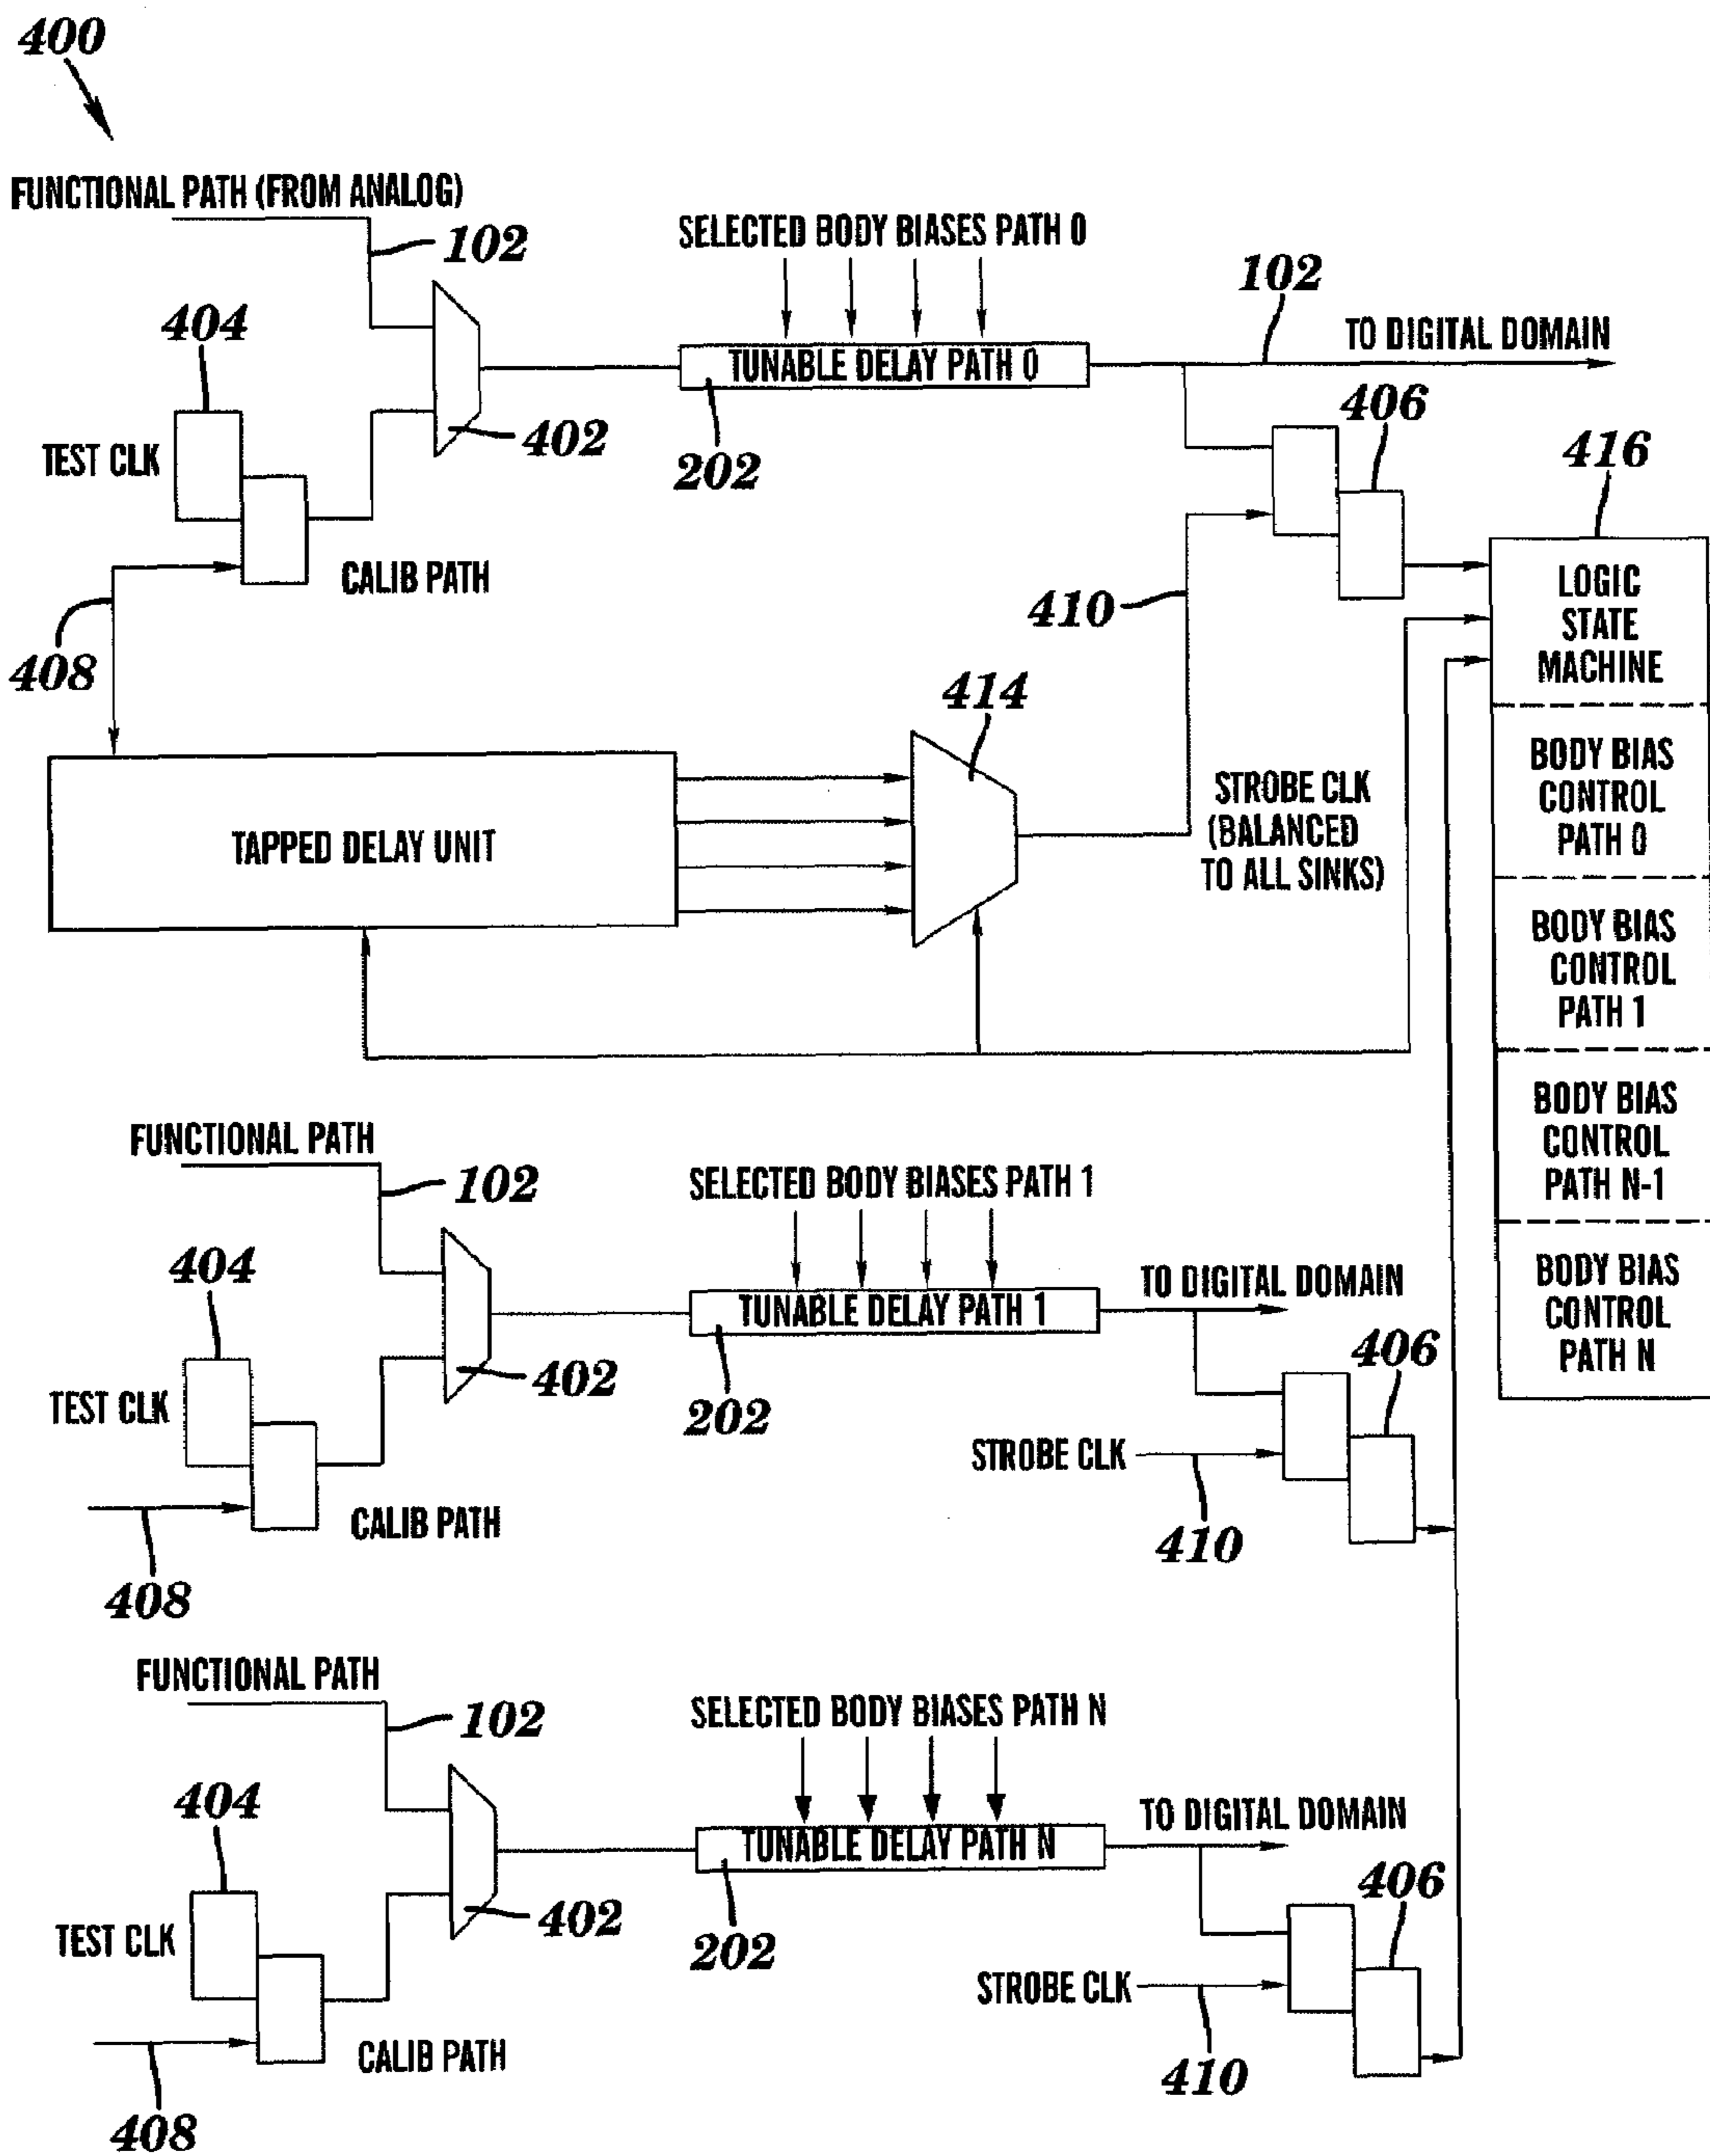 400
FUNCTIONAL PATH (FROM ANALOG)
102
SELECTED BODY BIASES PATH 0
102
TO DIGITAL DOMAIN
404
TUNABLE DELAY PATH 0
406
TEST CLK
402
202
416
CALIB PATH
410
LOGIC
STATE
MACHINE
408
414
STROBE CLK
(BALANCED
TO ALL SINKS)
TAPPED DELAY UNIT
BODY BIAS
CONTROL
PATH 0
BODY BIAS
CONTROL
PATH 1
BODY BIAS
CONTROL
PATH N-1
BODY BIAS
CONTROL
PATH N
FUNCTIONAL PATH
102
SELECTED BODY BIASES PATH 1
404
TUNABLE DELAY PATH 1
TO DIGITAL DOMAIN
406
TEST CLK
402
202
STROBE CLK
410
CALIB PATH
408
FUNCTIONAL PATH
102
SELECTED BODY BIASES PATH N
404
TUNABLE DELAY PATH N
TO DIGITAL DOMAIN
406
TEST CLK
402
202
STROBE CLK
410
CALIB PATH
408